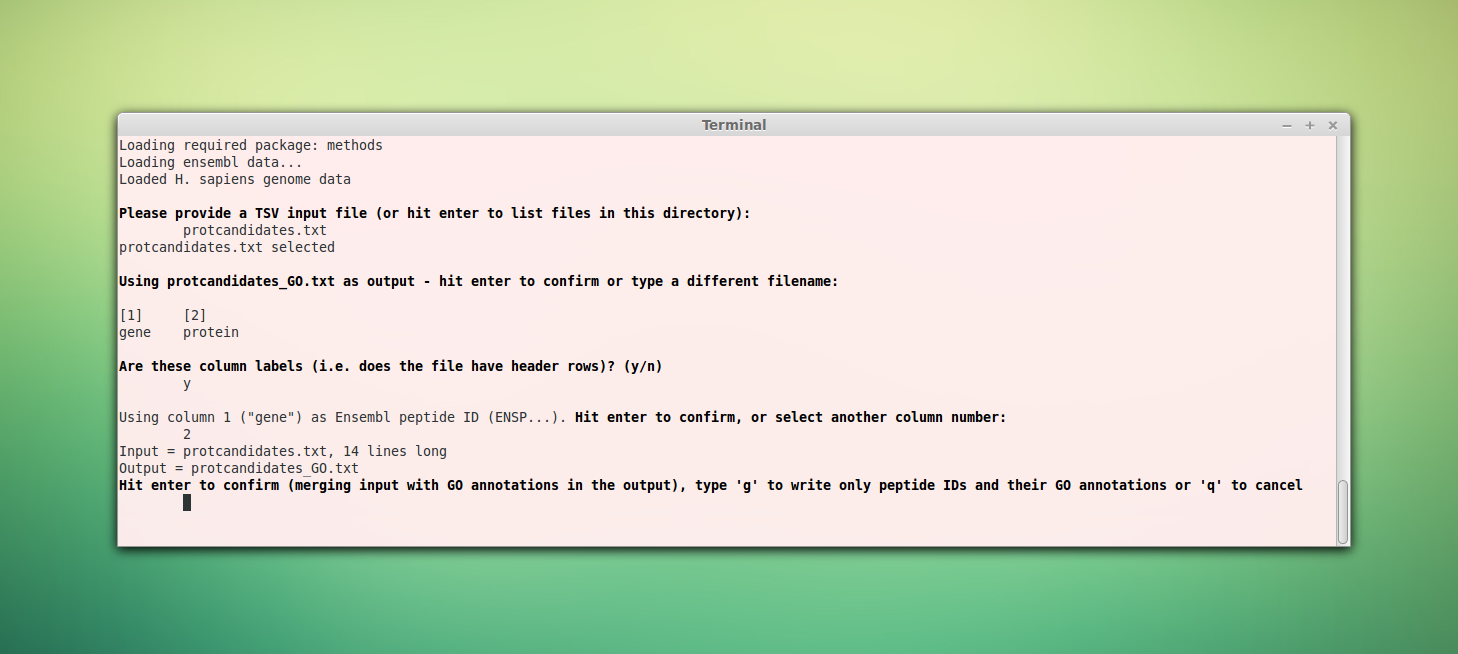 Terminal
Loading required package: methods
Loading ensembl data...
Loaded H. sapiens genome data
Please provide a TSV input file (or hit enter to list files in this directory):
protcandidates.txt
protcandidates.txt selected
Using protcandidates_GO.txt as output - hit enter to confirm or type a different filename:
[1] [2]
gene protein
Are these column labels (i.e. does the file have header rows)? (y/n)
y
Using column 1 ("gene") as Ensembl peptide ID (ENSP...). Hit enter to confirm, or select another column number:
2
Input = protcandidates.txt, 14 lines long
Output = protcandidates_GO.txt
Hit enter to confirm (merging input with GO annotations in the output), type 'g' to write only peptide IDs and their GO annotations or 'q' to cancel